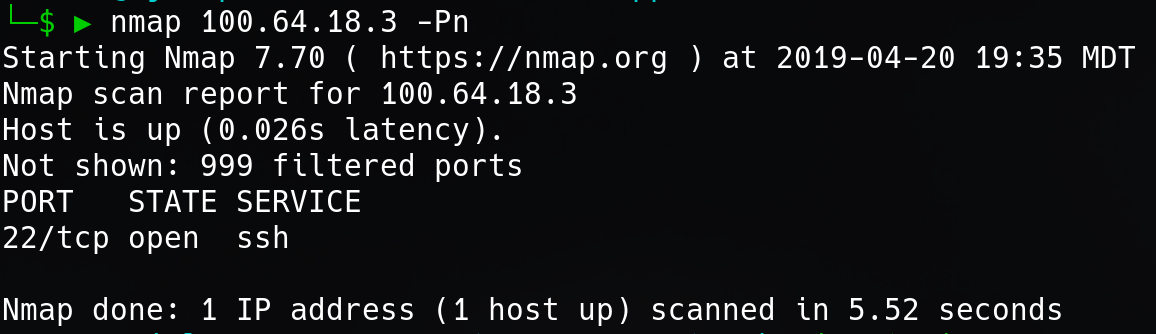 └─$ ▶ nmap 100.64.18.3 -Pn
Starting Nmap 7.70 ( https://nmap.org ) at 2019-04-20 19:35 MDT
Nmap scan report for 100.64.18.3
Host is up (0.026s latency).
Not shown: 999 filtered ports
PORT   STATE SERVICE
22/tcp open  ssh
Nmap done: 1 IP address (1 host up) scanned in 5.52 seconds